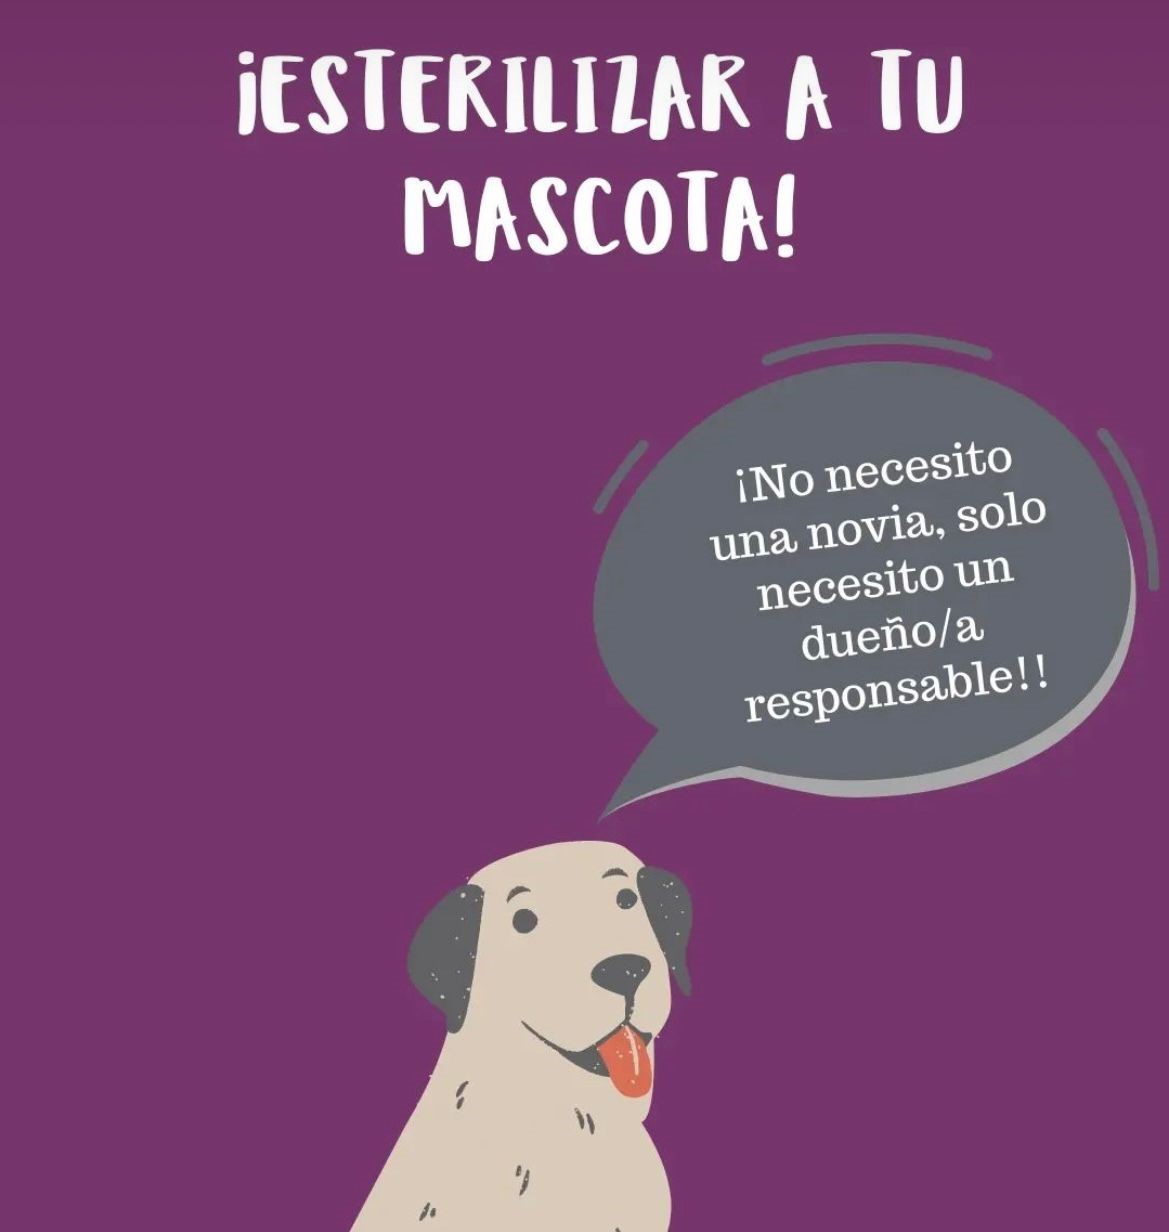 ¡ESTERILIZAR A TU
MASCOTA!
¡No necesito
una novia, solo
necesito un
dueño/a
responsable!!